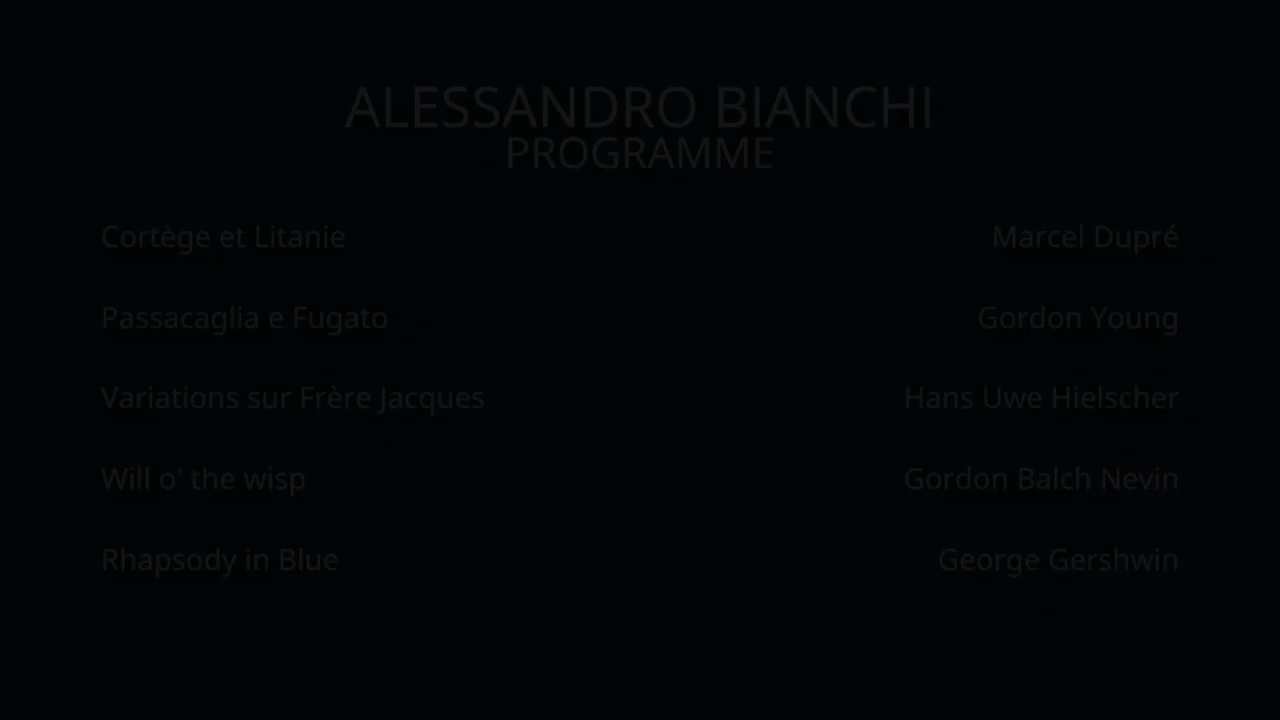 ALESSANDRO BIANCHI
PROGRAMME
Cortège et Litanie Marcel Dupré
Passacaglia e Fugato Gordon Young
Variations sur Frère Jacques Hans Uwe Hielscher
Will o' the wisp Gordon Balch Nevin
Rhapsody in Blue George Gershwin